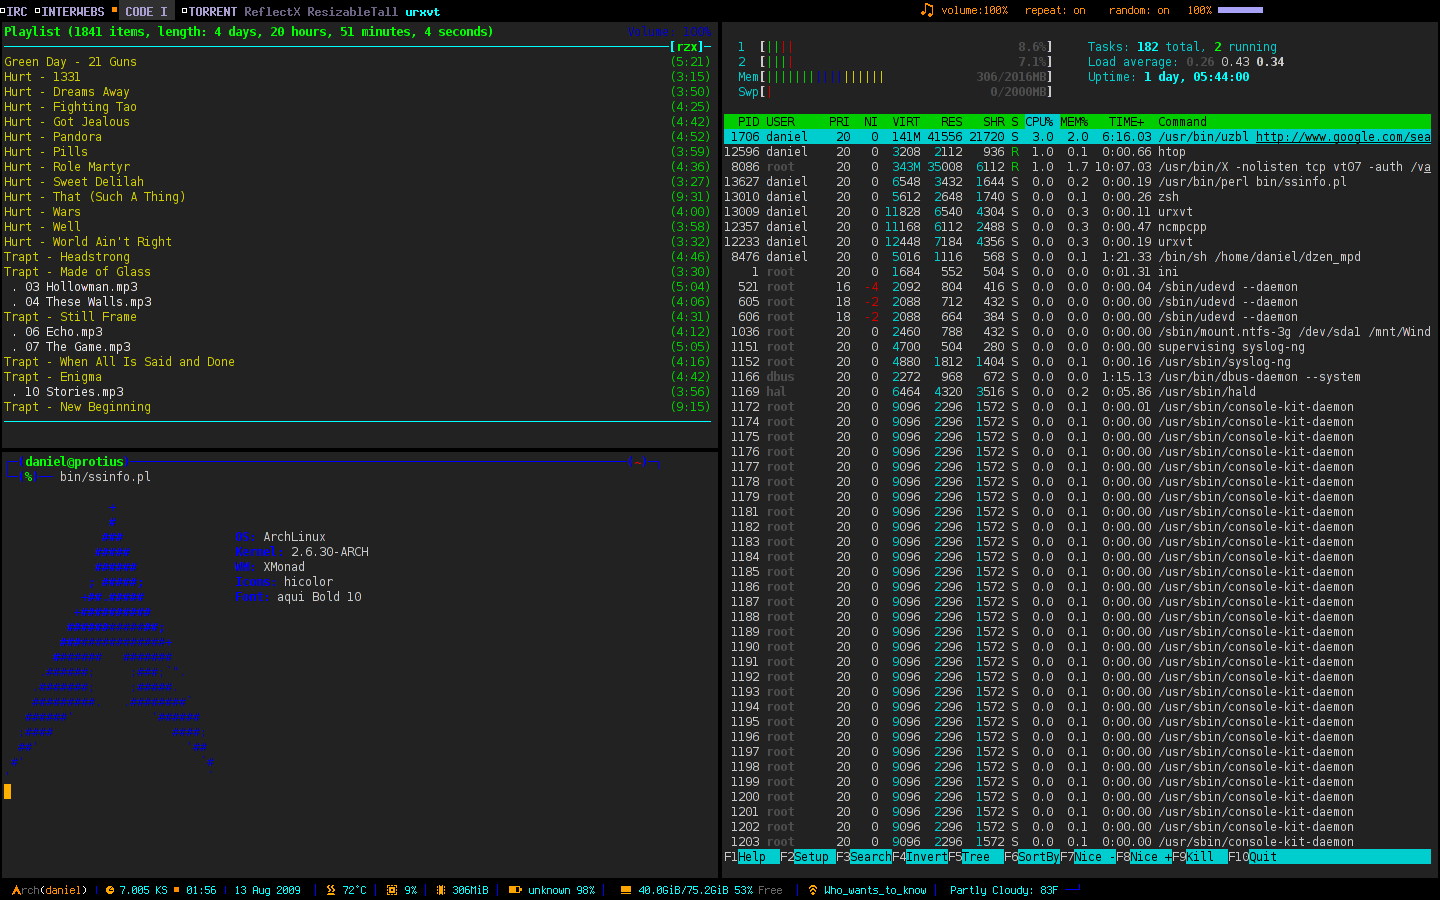 IRC INTERWEBS CODE I TORRENT ReflectX ResizableTall urxvt
volume:100% repeat: on random: on 100%
Playlist (1841 items, length: 4 days, 20 hours, 51 minutes, 4 seconds) Volume: 100%
[rzx]
Green Day - 21 Guns (5:21)
Hurt - 1331 (3:15)
Hurt - Dreams Away (3:50)
Hurt - Fighting Tao (4:25)
Hurt - Got Jealous (4:42)
Hurt - Pandora (4:52)
Hurt - Pills (3:59)
Hurt - Role Martyr (4:36)
Hurt - Sweet Delilah (3:27)
Hurt - That (Such A Thing) (9:31)
Hurt - Wars (4:00)
Hurt - Well (3:58)
Hurt - World Ain't Right (3:32)
Trapt - Headstrong (4:46)
Trapt - Made of Glass (3:30)
. 03 Hollowman.mp3 (5:04)
. 04 These Walls.mp3 (4:06)
Trapt - Still Frame (4:31)
. 06 Echo.mp3 (4:12)
. 07 The Game.mp3 (5:05)
Trapt - When All Is Said and Done (4:16)
Trapt - Enigma (4:42)
. 10 Stories.mp3 (3:56)
Trapt - New Beginning (9:15)
daniel@protius ~
% bin/ssinfo.pl
OS: ArchLinux
Kernel: 2.6.30-ARCH
WM: XMonad
Icons: hicolor
Font: aqui Bold 10
1 [|||| 8.6%]
2 [|||| 7.1%]
Mem[||||||||||||||||| 306/2016MB]
Swp[ 0/2000MB]
Tasks: 182 total, 2 running
Load average: 0.26 0.43 0.34
Uptime: 1 day, 05:44:00
PID USER PRI NI VIRT RES SHR S CPU% MEM% TIME+ Command
1706 daniel 20 0 141M 41556 21720 S 3.0 2.0 6:16.03 /usr/bin/uzbl http://www.google.com/sea
12596 daniel 20 0 3208 2112 936 R 1.0 0.1 0:00.66 htop
8086 root 20 0 343M 35008 6112 R 1.0 1.7 10:07.03 /usr/bin/X -nolisten tcp vt07 -auth /va
13627 daniel 20 0 6548 3432 1644 S 0.0 0.2 0:00.19 /usr/bin/perl bin/ssinfo.pl
13010 daniel 20 0 5612 2648 1740 S 0.0 0.1 0:00.26 zsh
13009 daniel 20 0 11828 6540 4304 S 0.0 0.3 0:00.11 urxvt
12357 daniel 20 0 11168 6112 2488 S 0.0 0.3 0:00.47 ncmpcpp
12233 daniel 20 0 12448 7184 4356 S 0.0 0.3 0:00.19 urxvt
8476 daniel 20 0 5016 1116 568 S 0.0 0.1 1:21.33 /bin/sh /home/daniel/dzen_mpd
1 root 20 0 1684 552 504 S 0.0 0.0 0:01.31 ini
521 root 16 -4 2092 804 416 S 0.0 0.0 0:00.04 /sbin/udevd --daemon
605 root 18 -2 2088 712 432 S 0.0 0.0 0:00.00 /sbin/udevd --daemon
606 root 18 -2 2088 664 384 S 0.0 0.0 0:00.00 /sbin/udevd --daemon
1036 root 20 0 2460 788 432 S 0.0 0.0 0:00.00 /sbin/mount.ntfs-3g /dev/sda1 /mnt/Wind
1151 root 20 0 4700 504 280 S 0.0 0.0 0:00.00 supervising syslog-ng
1152 root 20 0 4880 1812 1404 S 0.0 0.1 0:00.16 /usr/sbin/syslog-ng
1166 dbus 20 0 2272 968 672 S 0.0 0.0 1:15.13 /usr/bin/dbus-daemon --system
1169 hal 20 0 6464 4320 3516 S 0.0 0.2 0:05.86 /usr/sbin/hald
1172 root 20 0 9096 2296 1572 S 0.0 0.1 0:00.01 /usr/sbin/console-kit-daemon
1174 root 20 0 9096 2296 1572 S 0.0 0.1 0:00.00 /usr/sbin/console-kit-daemon
1175 root 20 0 9096 2296 1572 S 0.0 0.1 0:00.00 /usr/sbin/console-kit-daemon
1176 root 20 0 9096 2296 1572 S 0.0 0.1 0:00.00 /usr/sbin/console-kit-daemon
1177 root 20 0 9096 2296 1572 S 0.0 0.1 0:00.00 /usr/sbin/console-kit-daemon
1178 root 20 0 9096 2296 1572 S 0.0 0.1 0:00.00 /usr/sbin/console-kit-daemon
1179 root 20 0 9096 2296 1572 S 0.0 0.1 0:00.00 /usr/sbin/console-kit-daemon
1181 root 20 0 9096 2296 1572 S 0.0 0.1 0:00.00 /usr/sbin/console-kit-daemon
1182 root 20 0 9096 2296 1572 S 0.0 0.1 0:00.00 /usr/sbin/console-kit-daemon
1183 root 20 0 9096 2296 1572 S 0.0 0.1 0:00.00 /usr/sbin/console-kit-daemon
1184 root 20 0 9096 2296 1572 S 0.0 0.1 0:00.00 /usr/sbin/console-kit-daemon
1185 root 20 0 9096 2296 1572 S 0.0 0.1 0:00.00 /usr/sbin/console-kit-daemon
1186 root 20 0 9096 2296 1572 S 0.0 0.1 0:00.00 /usr/sbin/console-kit-daemon
1187 root 20 0 9096 2296 1572 S 0.0 0.1 0:00.00 /usr/sbin/console-kit-daemon
1188 root 20 0 9096 2296 1572 S 0.0 0.1 0:00.00 /usr/sbin/console-kit-daemon
1189 root 20 0 9096 2296 1572 S 0.0 0.1 0:00.00 /usr/sbin/console-kit-daemon
1190 root 20 0 9096 2296 1572 S 0.0 0.1 0:00.00 /usr/sbin/console-kit-daemon
1191 root 20 0 9096 2296 1572 S 0.0 0.1 0:00.00 /usr/sbin/console-kit-daemon
1192 root 20 0 9096 2296 1572 S 0.0 0.1 0:00.00 /usr/sbin/console-kit-daemon
1193 root 20 0 9096 2296 1572 S 0.0 0.1 0:00.00 /usr/sbin/console-kit-daemon
1194 root 20 0 9096 2296 1572 S 0.0 0.1 0:00.00 /usr/sbin/console-kit-daemon
1195 root 20 0 9096 2296 1572 S 0.0 0.1 0:00.00 /usr/sbin/console-kit-daemon
1196 root 20 0 9096 2296 1572 S 0.0 0.1 0:00.00 /usr/sbin/console-kit-daemon
1197 root 20 0 9096 2296 1572 S 0.0 0.1 0:00.00 /usr/sbin/console-kit-daemon
1198 root 20 0 9096 2296 1572 S 0.0 0.1 0:00.00 /usr/sbin/console-kit-daemon
1199 root 20 0 9096 2296 1572 S 0.0 0.1 0:00.00 /usr/sbin/console-kit-daemon
1200 root 20 0 9096 2296 1572 S 0.0 0.1 0:00.00 /usr/sbin/console-kit-daemon
1201 root 20 0 9096 2296 1572 S 0.0 0.1 0:00.00 /usr/sbin/console-kit-daemon
1202 root 20 0 9096 2296 1572 S 0.0 0.1 0:00.00 /usr/sbin/console-kit-daemon
1203 root 20 0 9096 2296 1572 S 0.0 0.1 0:00.00 /usr/sbin/console-kit-daemon
F1Help F2Setup F3SearchF4InvertF5Tree F6SortByF7Nice -F8Nice +F9Kill F10Quit
Arch(daniel) 7.005 KS 01:56 13 Aug 2009 72°C 9% 306MiB unknown 98% 40.0GiB/75.2GiB 53% Free Who_wants_to_know Partly Cloudy: 83F